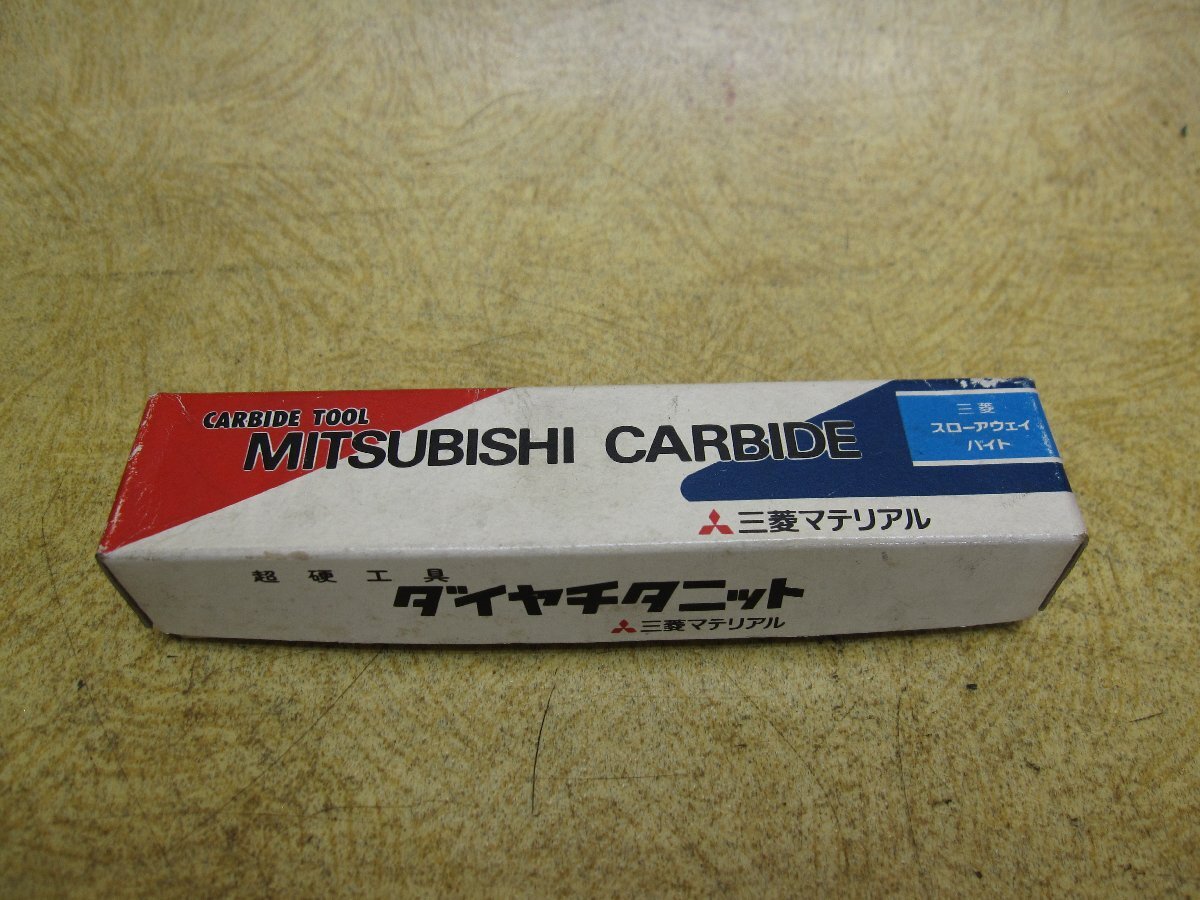 CARBIDE TOOL
MITSUBISHI CARBIDE
三菱
スローアウェイ
バイト
三菱マテリアル
超硬工具
ダイヤチタニット
三菱マテリアル